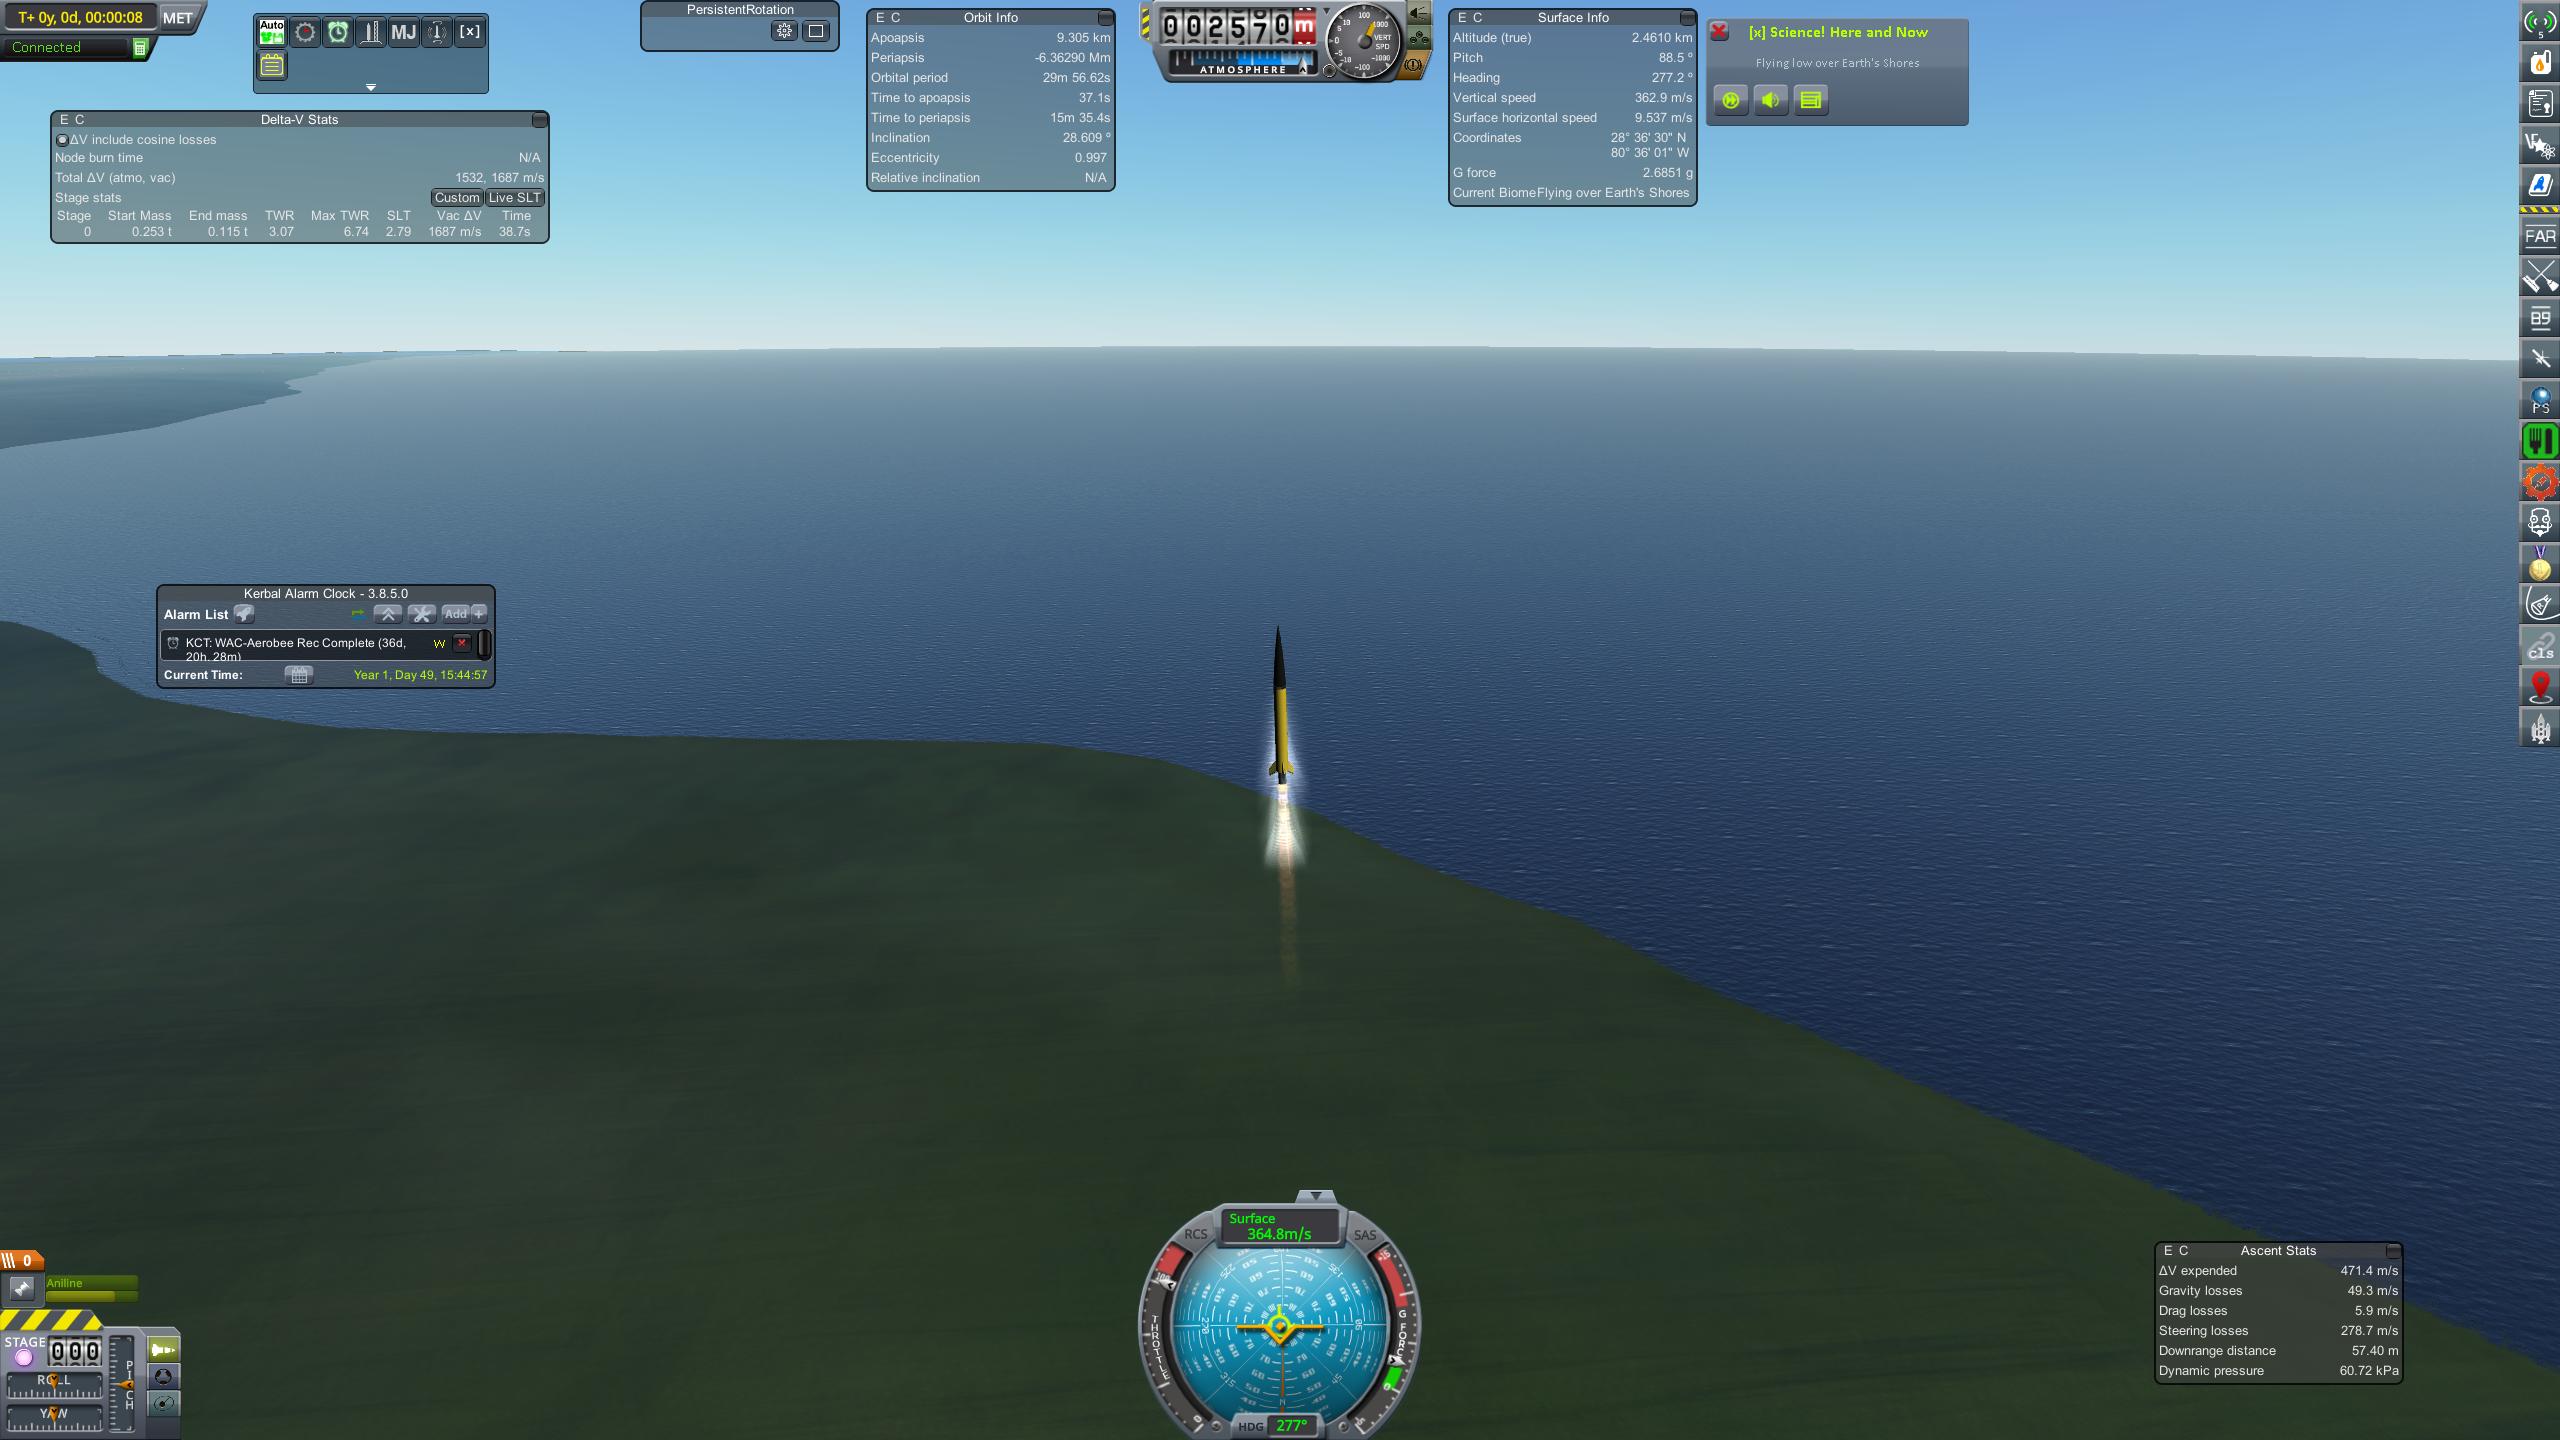 T+ 0y, 0d, 00:00:08 MET
Connected
Auto
MJ
[x]
PersistentRotation
E C Orbit Info
Apoapsis 9.305 km
Periapsis -6.36290 Mm
Orbital period 29m 56.62s
Time to apoapsis 37.1s
Time to periapsis 15m 35.4s
Inclination 28.609 º
Eccentricity 0.997
Relative inclination N/A
002570m
ATMOSPHERE
VERT SPD
E C Surface Info
Altitude (true) 2.4610 km
Pitch 88.5 º
Heading 277.2 º
Vertical speed 362.9 m/s
Surface horizontal speed 9.537 m/s
Coordinates 28° 36' 30" N
80° 36' 01" W
G force 2.6851 g
Current BiomeFlying over Earth's Shores
[x] Science! Here and Now
Flying low over Earth's Shores
E C Delta-V Stats
ΔV include cosine losses
Node burn time N/A
Total ΔV (atmo, vac) 1532, 1687 m/s
Stage stats Custom Live SLT
Stage Start Mass End mass TWR Max TWR SLT Vac ΔV Time
0 0.253 t 0.115 t 3.07 6.74 2.79 1687 m/s 38.7s
5
FAR
B9
PS
cls
Kerbal Alarm Clock - 3.8.5.0
Alarm List Add +
KCT: WAC-Aerobee Rec Complete (36d, W
20h, 28m)
Current Time: Year 1, Day 49, 15:44:57
0
Aniline
STAGE 000
ROLL
YAW
PITCH
RCS
Surface
364.8m/s
SAS
THROTTLE
G FORCE
HDG 277°
E C Ascent Stats
ΔV expended 471.4 m/s
Gravity losses 49.3 m/s
Drag losses 5.9 m/s
Steering losses 278.7 m/s
Downrange distance 57.40 m
Dynamic pressure 60.72 kPa